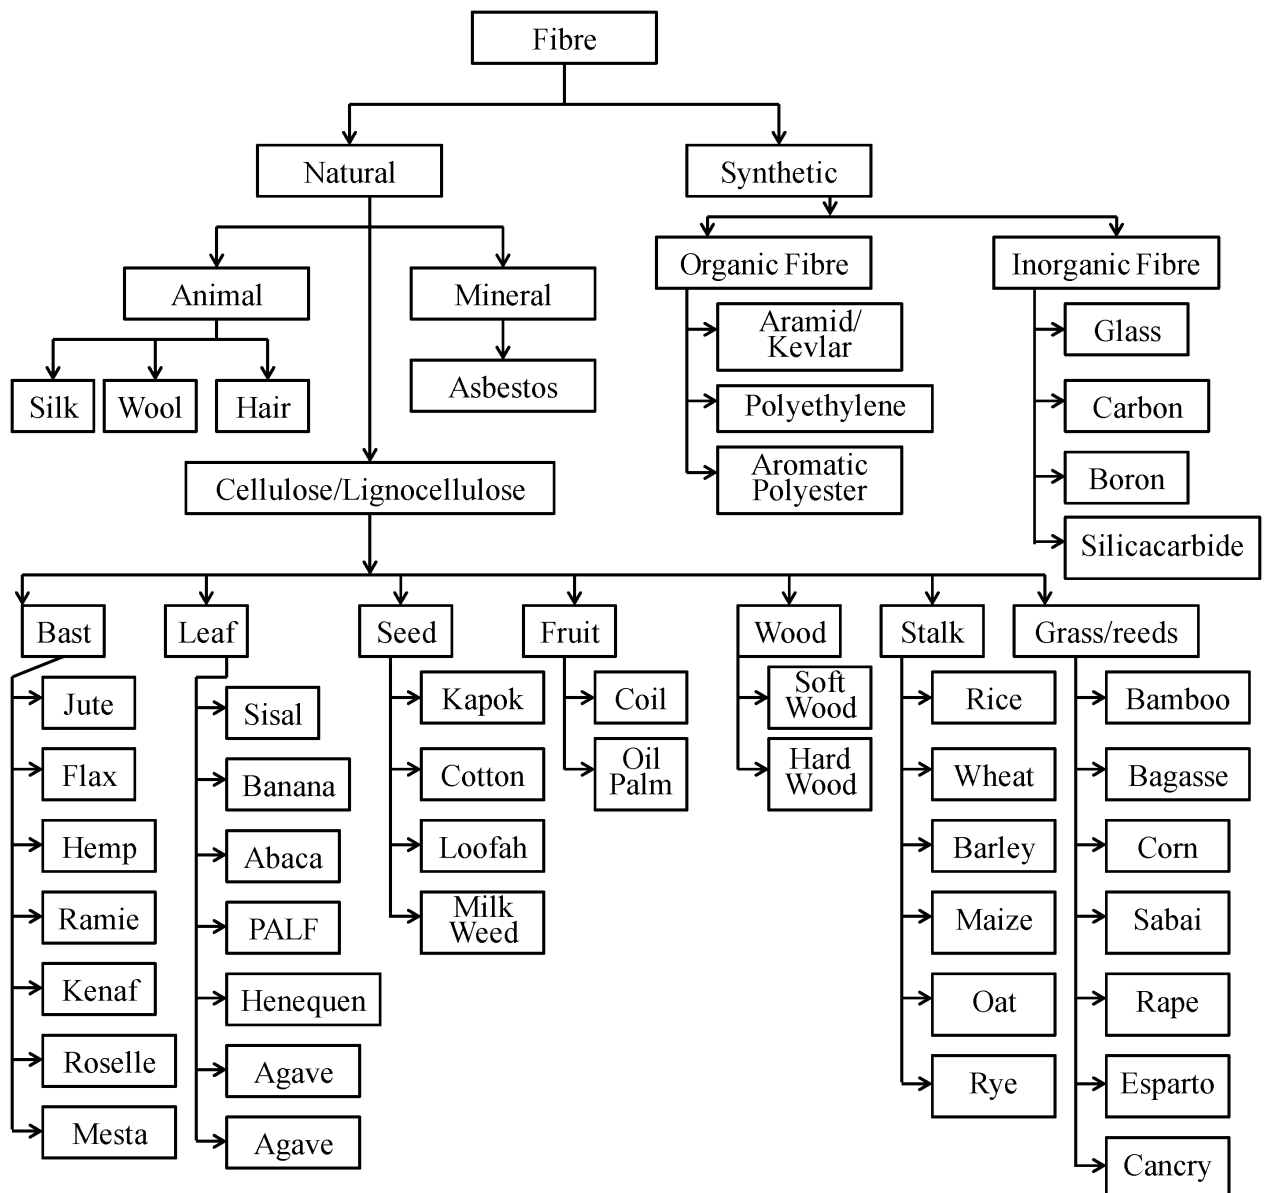 Fibre
Natural
Synthetic
Organic Fibre
Inorganic Fibre
Animal
Mineral
Aramid/
Kevlar
Glass
Silk
Wool
Hair
Asbestos
Polyethylene
Carbon
Aromatic
Polyester
Boron
Cellulose/Lignocellulose
Silicacarbide
Bast
Leaf
Seed
Fruit
Wood
Stalk
Grass/reeds
Jute
Flax
Hemp
Ramie
Kenaf
Roselle
Mesta
Sisal
Banana
Abaca
PALF
Henequen
Agave
Agave
Kapok
Cotton
Loofah
Milk
Weed
Coil
Oil
Palm
Soft
Wood
Hard
Wood
Rice
Wheat
Barley
Maize
Oat
Rye
Bamboo
Bagasse
Corn
Sabai
Rape
Esparto
Cancry